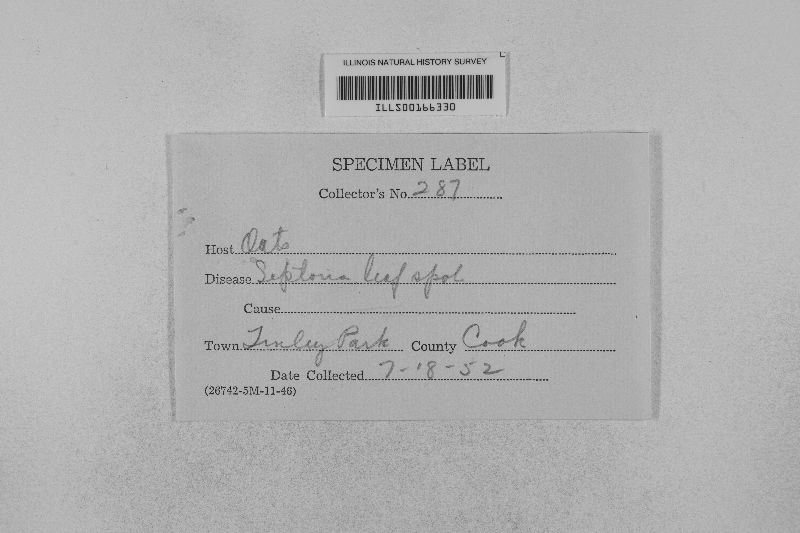 ILLINOIS NATURAL HISTORY SURVEY
ILLS00166330
SPECIMEN LABEL
Collector's No. 287
Host Oats
Disease Septoria leaf spot
Cause
Town Tinley Park County Cook
Date Collected 7-18-52
(26742-5M-11-46)